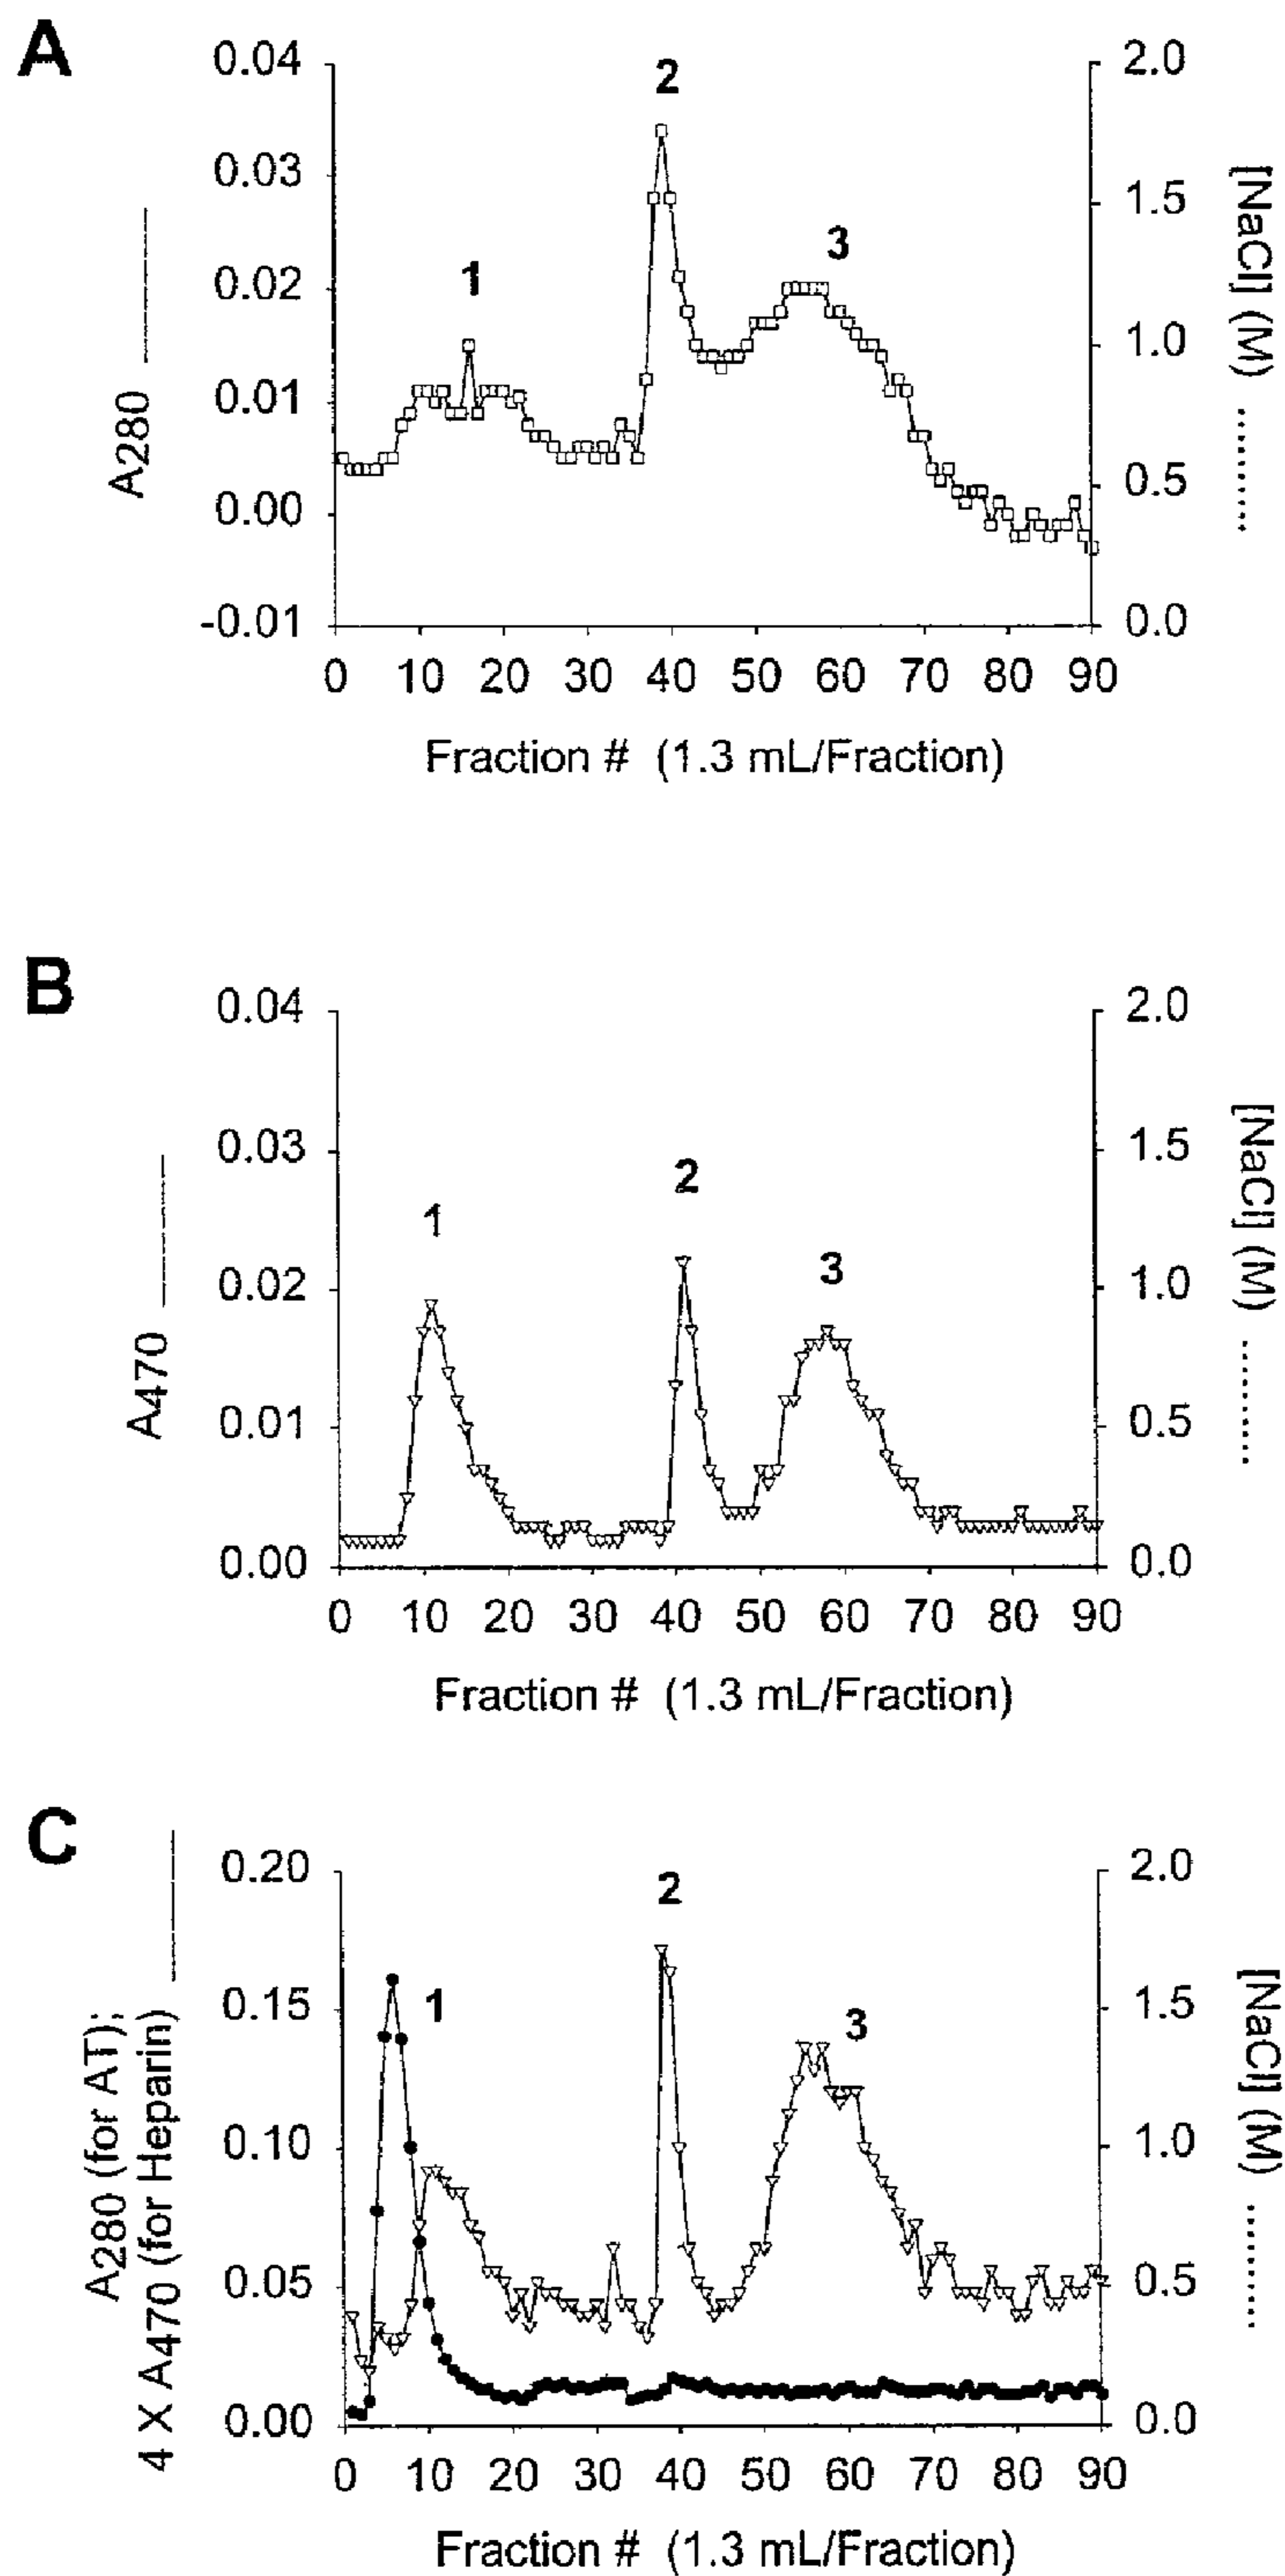 A
0.04
0.03
0.02
0.01
0.00
-0.01
A280
1
2
3
2.0
1.5
1.0
0.5
0.0
[NaCl] (M)
0 10 20 30 40 50 60 70 80 90
Fraction # (1.3 mL/Fraction)
B
0.04
0.03
0.02
0.01
0.00
A470
1
2
3
2.0
1.5
1.0
0.5
0.0
[NaCl] (M)
0 10 20 30 40 50 60 70 80 90
Fraction # (1.3 mL/Fraction)
C
0.20
0.15
0.10
0.05
0.00
A280 (for AT);
4 X A470 (for Heparin)
1
2
3
2.0
1.5
1.0
0.5
0.0
[NaCl] (M)
0 10 20 30 40 50 60 70 80 90
Fraction # (1.3 mL/Fraction)